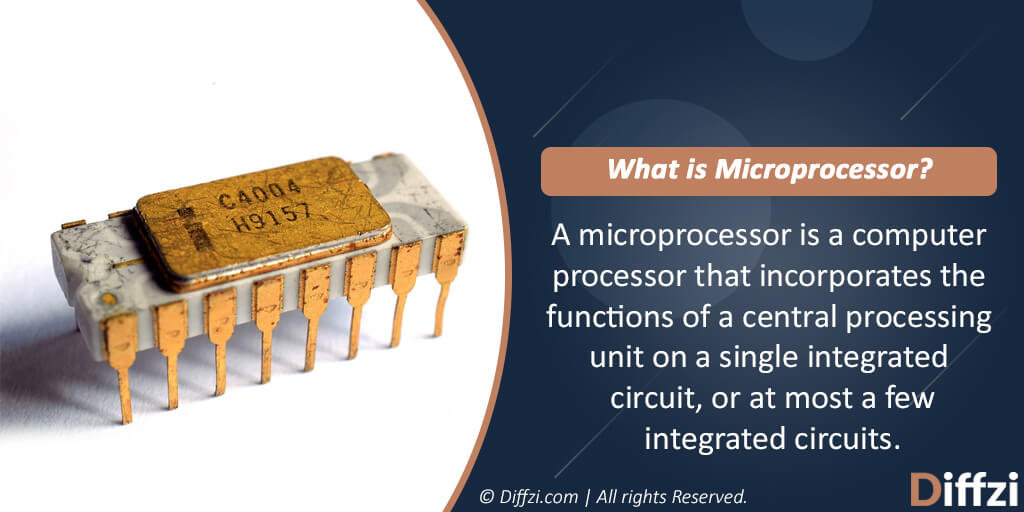 C4004
H9157
What is Microprocessor?
A microprocessor is a computer
processor that incorporates the
functions of a central processing
unit on a single integrated
circuit, or at most a few
integrated circuits.
© Diffzi.com | All rights Reserved.
Diffzi